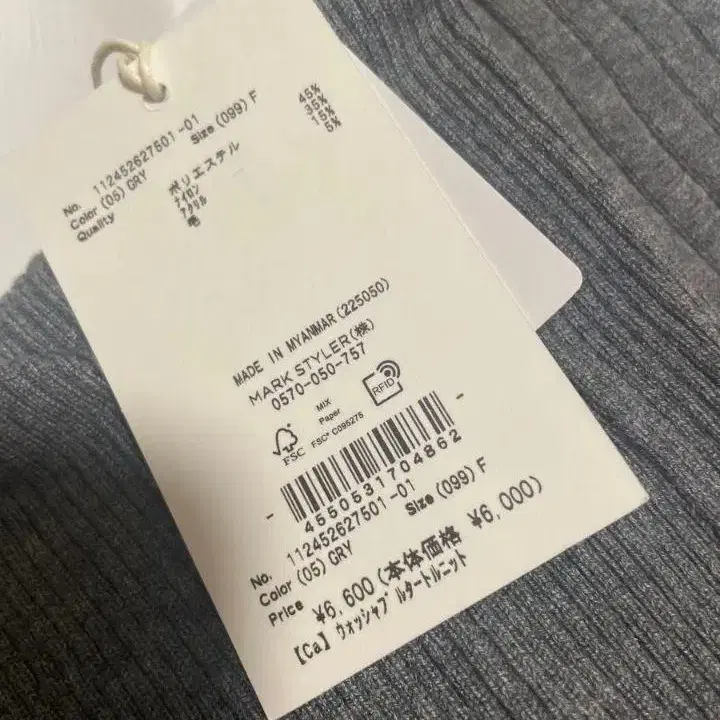 No. 112452627501-01
Color (05) GRY Size (099) F
Quality ポリエステル 45%
ナイロン 35%
アクリル 15%
毛 5%
MADE IN MYANMAR(225050)
MARK STYLER(株)
0570-050-757
RFID
FSC
MIX
Paper
FSC® C095275
4550531704862
No. 112452627501-01
Color (05) GRY Size (099) F
Price ¥6,600(本体価格 ¥6,000)
【Ca】ウォッシャブルタートルニット